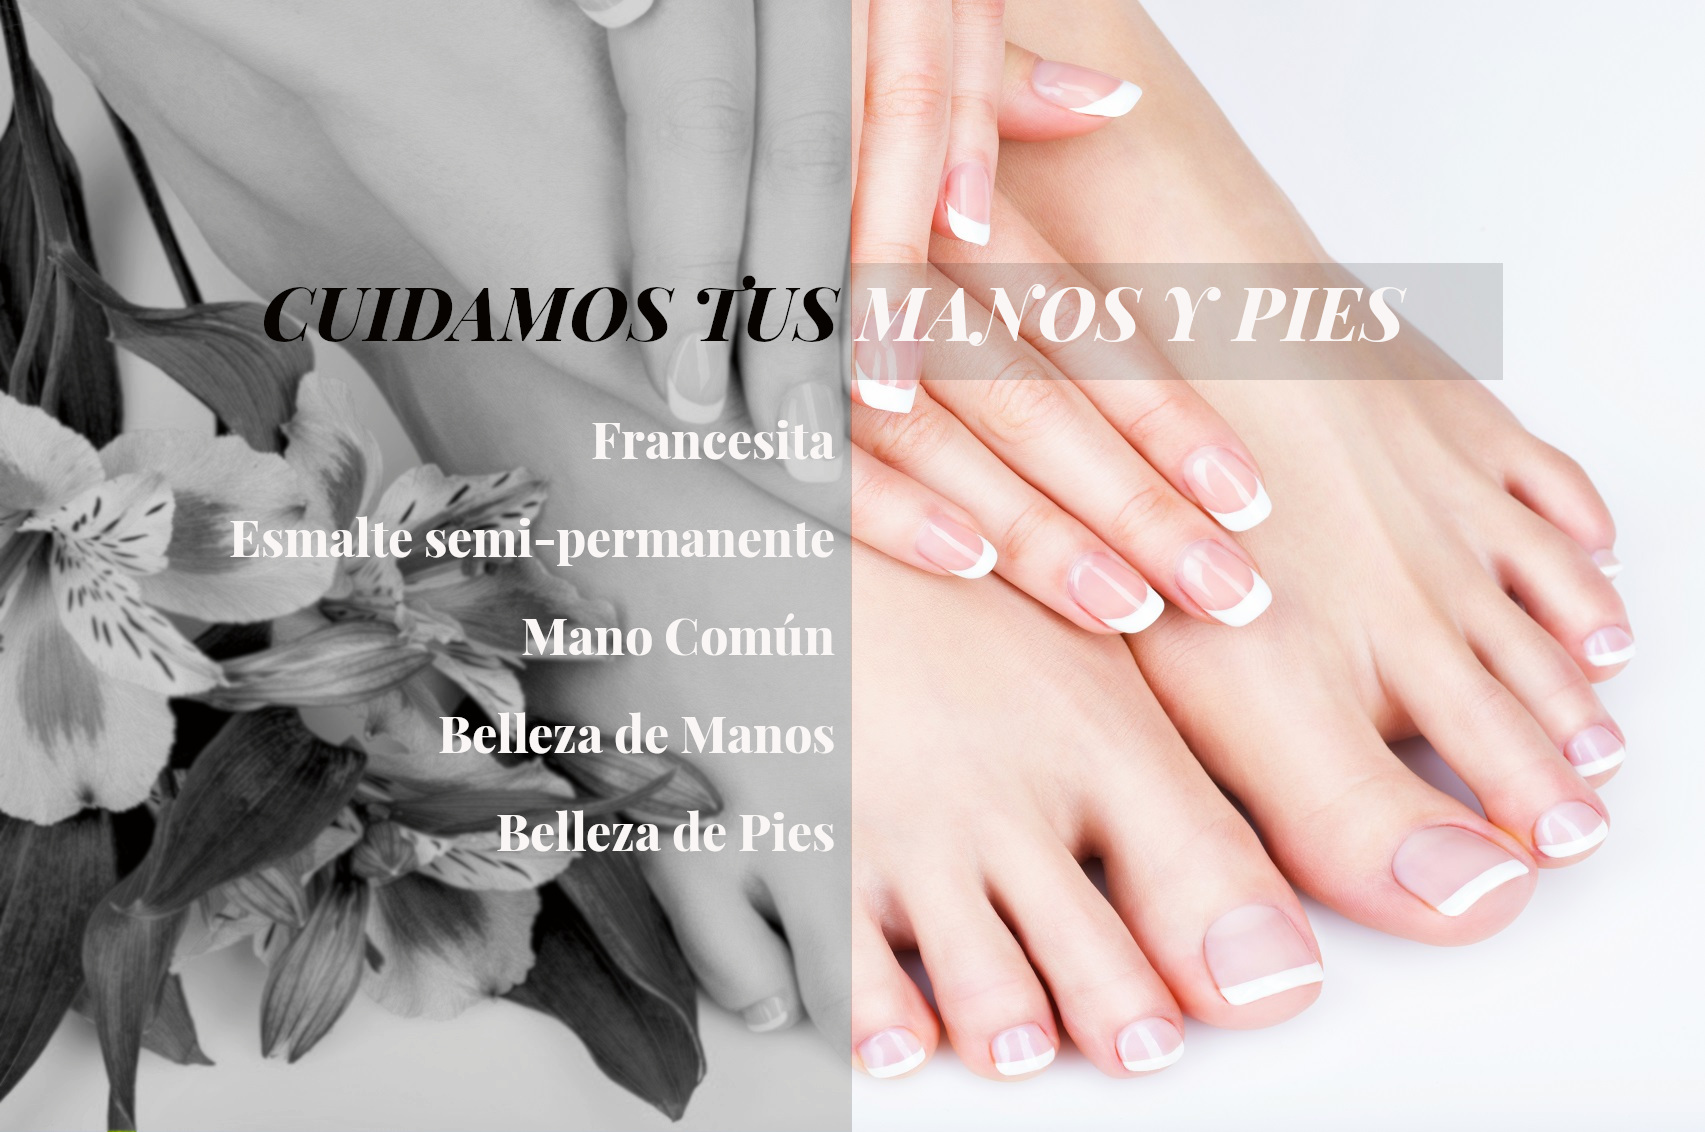 CUIDAMOS TUS MANOS Y PIES
Francesita
Esmalte semi-permanente
Mano Común
Belleza de Manos
Belleza de Pies